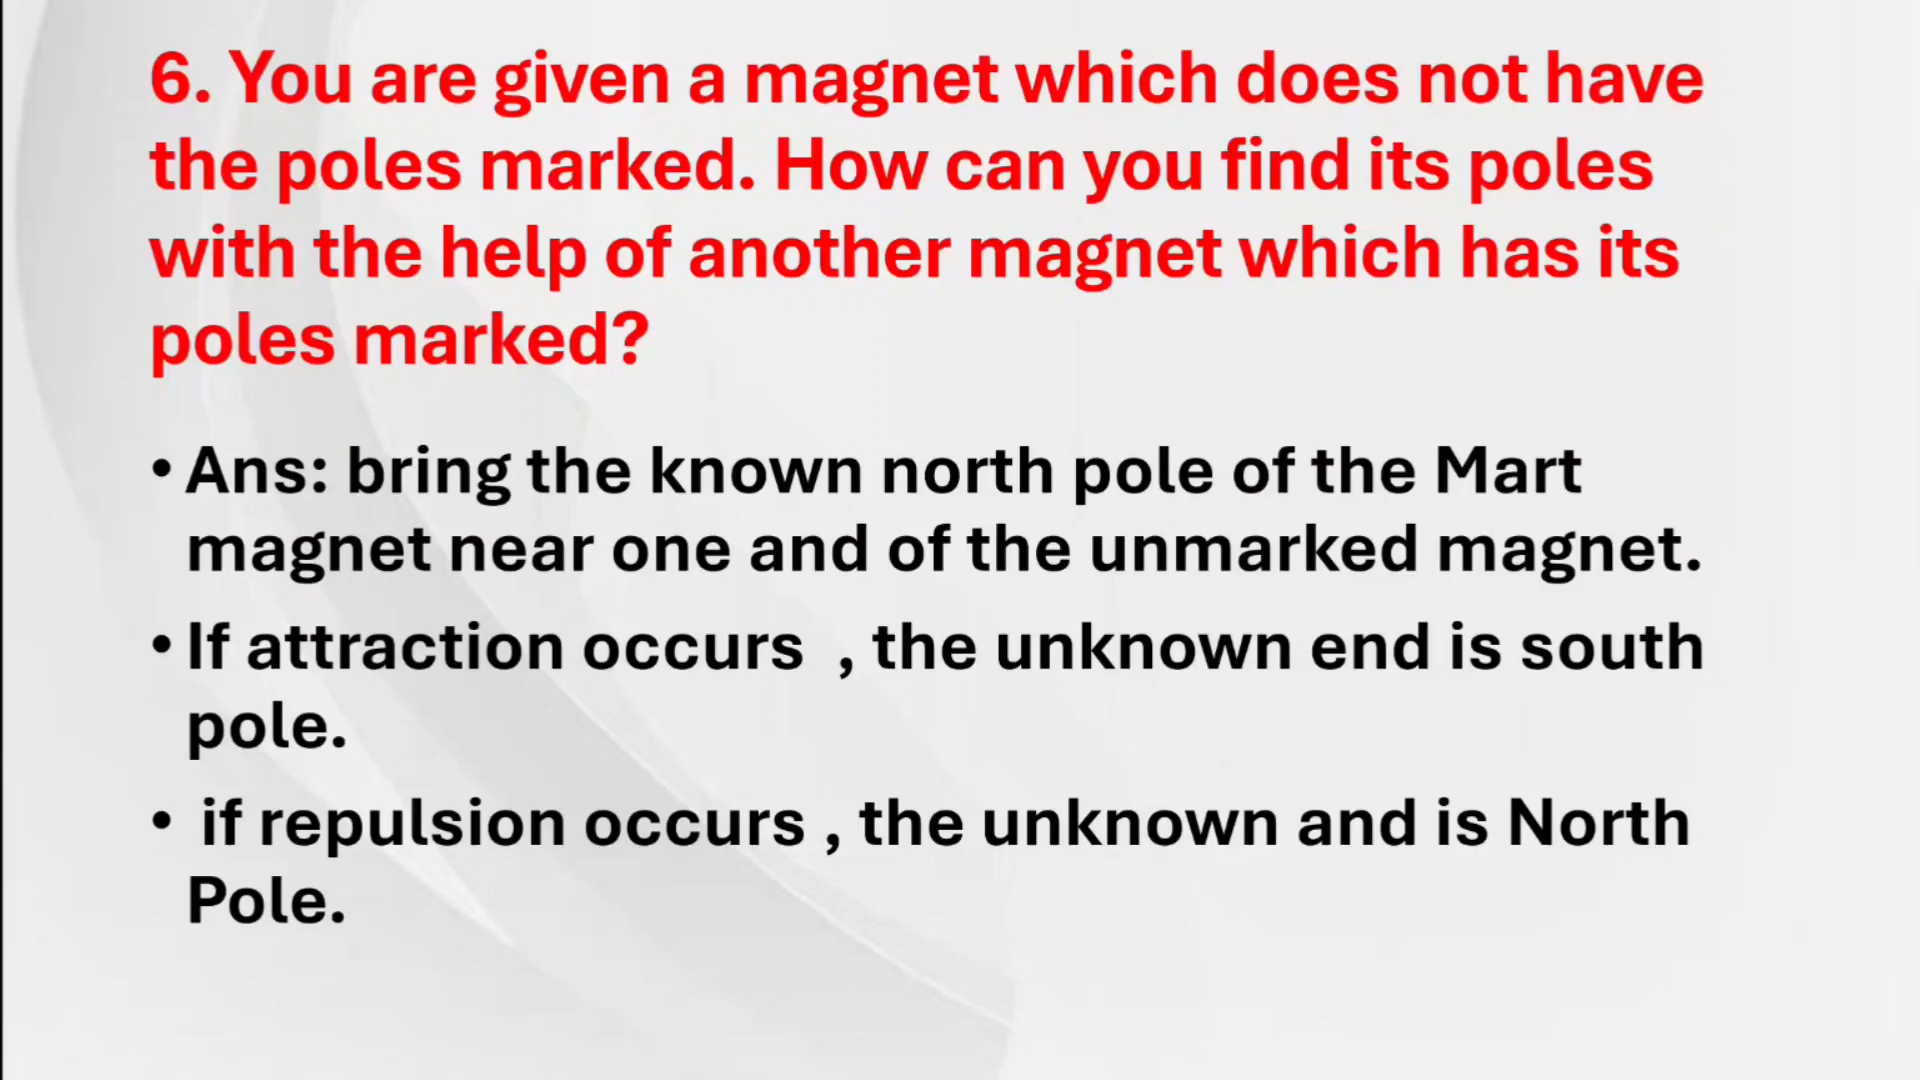 6. You are given a magnet which does not have
the poles marked. How can you find its poles
with the help of another magnet which has its
poles marked?
• Ans: bring the known north pole of the Mart
magnet near one and of the unmarked magnet.
• If attraction occurs , the unknown end is south
pole.
• if repulsion occurs , the unknown and is North
Pole.